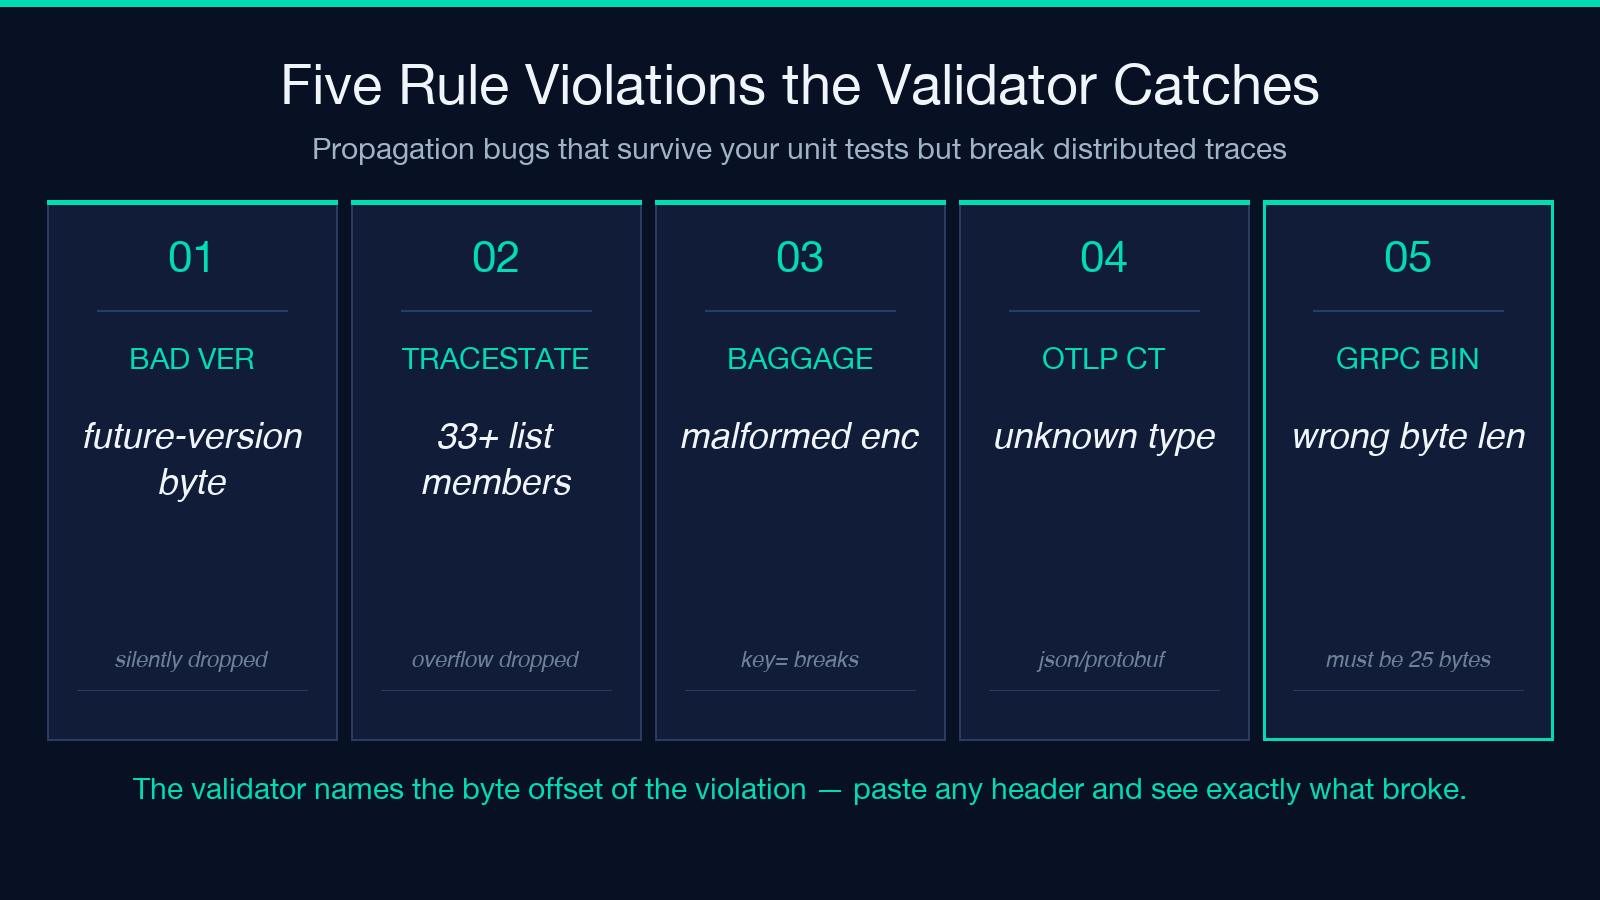 Five Rule Violations the Validator Catches
Propagation bugs that survive your unit tests but break distributed traces
01
BAD VER
future-version
byte
silently dropped
02
TRACESTATE
33+ list
members
overflow dropped
03
BAGGAGE
malformed enc
key= breaks
04
OTLP CT
unknown type
json/protobuf
05
GRPC BIN
wrong byte len
must be 25 bytes
The validator names the byte offset of the violation — paste any header and see exactly what broke.